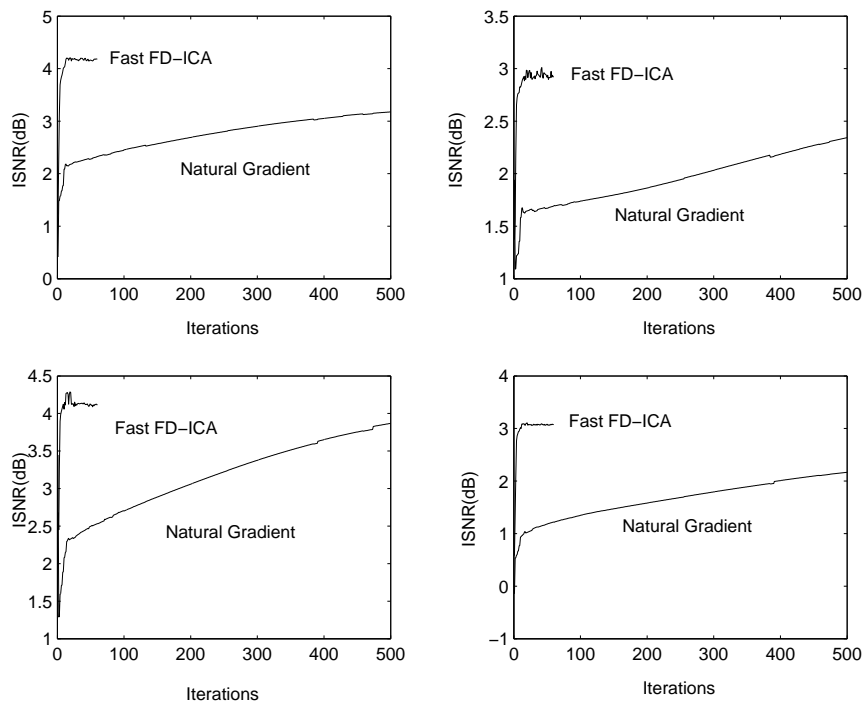 5
4
3
2
1
0
ISNR(dB)
Fast FD−ICA
Natural Gradient
0 100 200 300 400 500
Iterations
3.5
3
2.5
2
1.5
1
ISNR(dB)
Fast FD−ICA
Natural Gradient
0 100 200 300 400 500
Iterations
4.5
4
3.5
3
2.5
2
1.5
1
ISNR(dB)
Fast FD−ICA
Natural Gradient
0 100 200 300 400 500
Iterations
4
3
2
1
0
−1
ISNR(dB)
Fast FD−ICA
Natural Gradient
0 100 200 300 400 500
Iterations